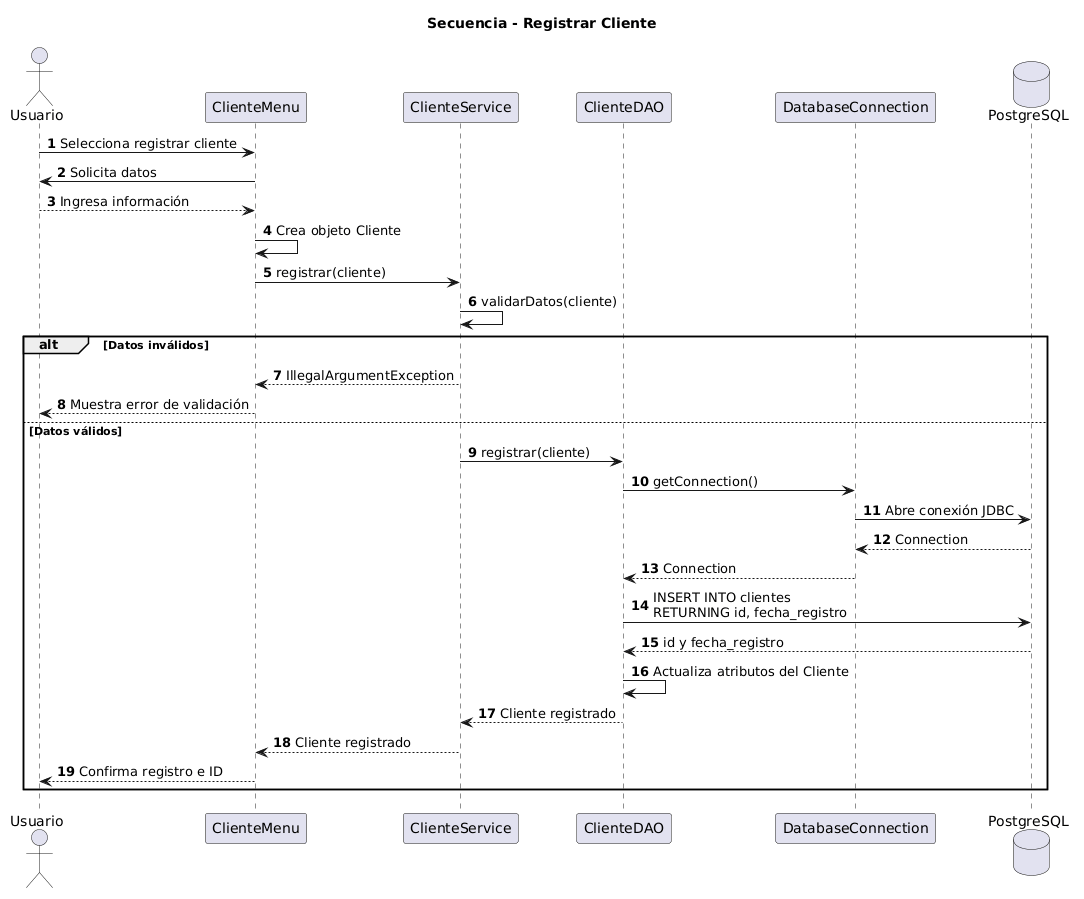 Secuencia - Registrar Cliente
Usuario
ClienteMenu
ClienteService
ClienteDAO
DatabaseConnection
PostgreSQL
1 Selecciona registrar cliente
2 Solicita datos
3 Ingresa información
4 Crea objeto Cliente
5 registrar(cliente)
6 validarDatos(cliente)
alt
[Datos inválidos]
7 IllegalArgumentException
8 Muestra error de validación
[Datos válidos]
9 registrar(cliente)
10 getConnection()
11 Abre conexión JDBC
12 Connection
13 Connection
14 INSERT INTO clientes
RETURNING id, fecha_registro
15 id y fecha_registro
16 Actualiza atributos del Cliente
17 Cliente registrado
18 Cliente registrado
19 Confirma registro e ID
Usuario
ClienteMenu
ClienteService
ClienteDAO
DatabaseConnection
PostgreSQL